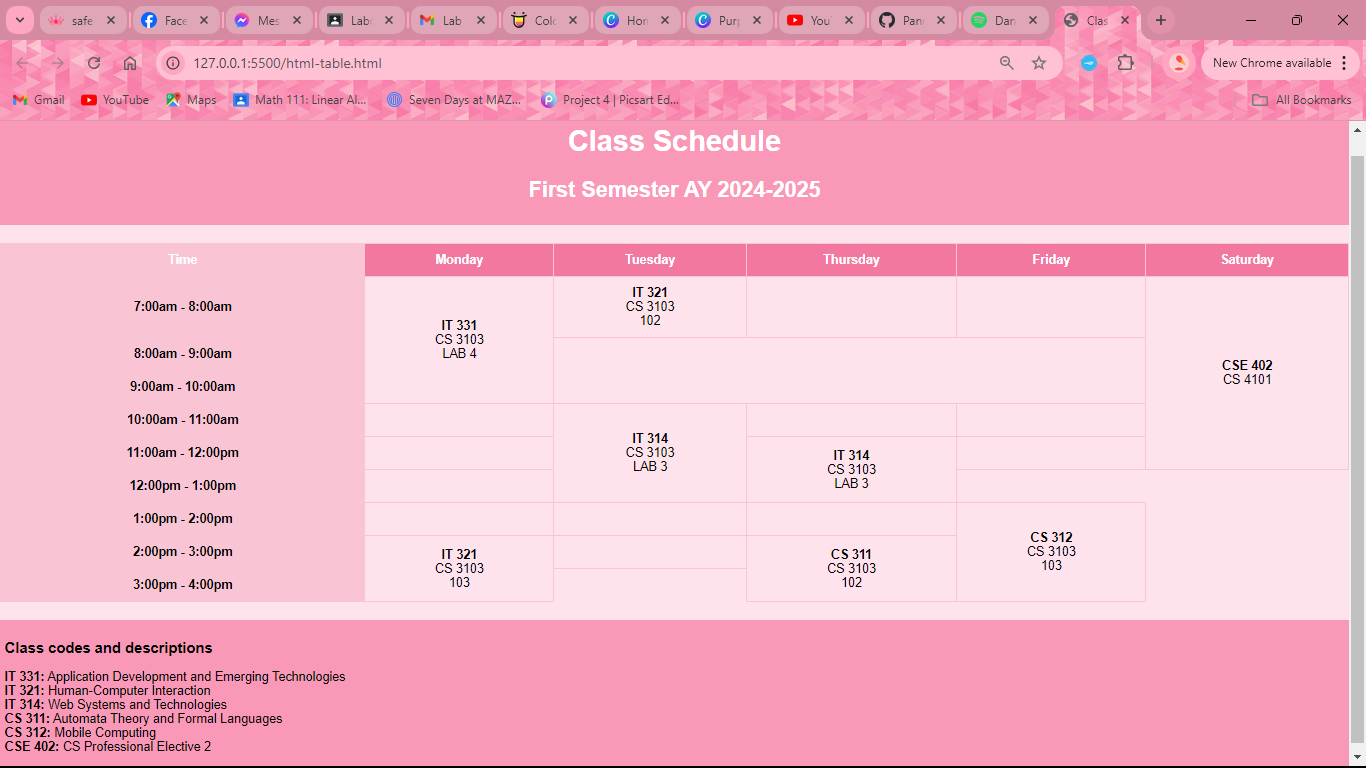 safe
Face
Mes
Labo
Lab
Colo
Hon
Purp
YouT
Pane
Dan
Clas
127.0.0.1:5500/html-table.html
New Chrome available
Gmail
YouTube
Maps
Math 111: Linear Al...
Seven Days at MAZ...
Project 4 | Picsart Ed...
All Bookmarks
Class Schedule
First Semester AY 2024-2025
Time Monday Tuesday Thursday Friday Saturday
7:00am - 8:00am
8:00am - 9:00am
9:00am - 10:00am
10:00am - 11:00am
11:00am - 12:00pm
12:00pm - 1:00pm
1:00pm - 2:00pm
2:00pm - 3:00pm
3:00pm - 4:00pm
IT 331
CS 3103
LAB 4
IT 321
CS 3103
103
IT 321
CS 3103
102
IT 314
CS 3103
LAB 3
IT 314
CS 3103
LAB 3
CS 311
CS 3103
102
CS 312
CS 3103
103
CSE 402
CS 4101
Class codes and descriptions
IT 331: Application Development and Emerging Technologies
IT 321: Human-Computer Interaction
IT 314: Web Systems and Technologies
CS 311: Automata Theory and Formal Languages
CS 312: Mobile Computing
CSE 402: CS Professional Elective 2